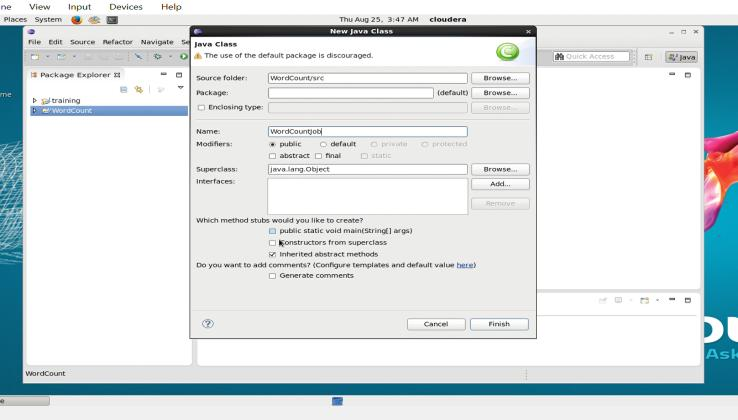 ne View Input Devices Help
Places System Thu Aug 25, 3:47 AM cloudera
New Java Class
File Edit Source Refactor Navigate Se
Java Class
The use of the default package is discouraged.
Quick Access
Java
Package Explorer
training
WordCount
me
Source folder: WordCount/src Browse...
Package: (default) Browse...
Enclosing type: Browse...
Name: WordCountJob
Modifiers: public default private protected
abstract final static
Superclass: java.lang.Object Browse...
Interfaces: Add...
Remove
Which method stubs would you like to create?
public static void main(String[] args)
Constructors from superclass
Inherited abstract methods
Do you want to add comments? (Configure templates and default value here)
Generate comments
? Cancel Finish
Ask
WordCount
e